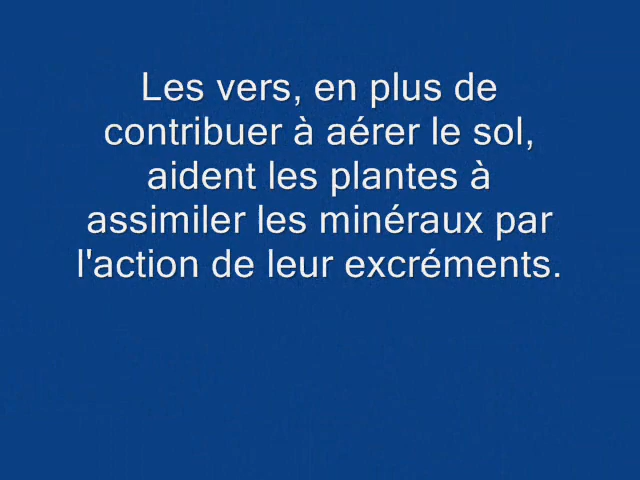 Les vers, en plus de
contribuer à aérer le sol,
aident les plantes à
assimiler les minéraux par
l'action de leur excréments.